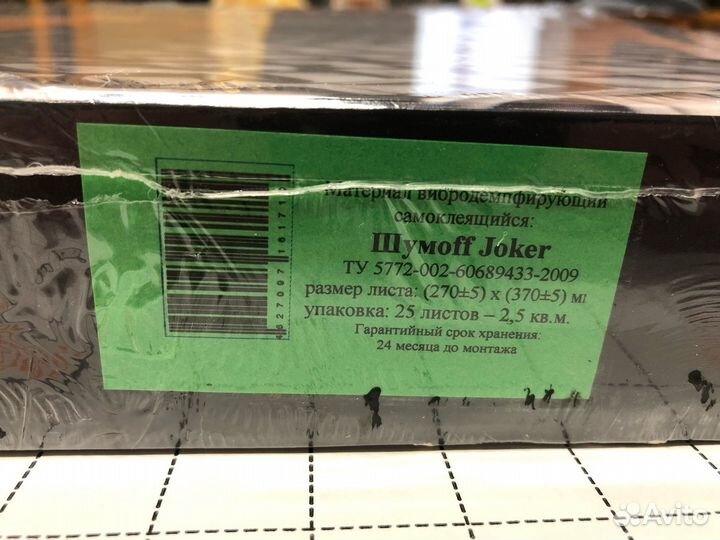 Материал вибродемпфирующий
самоклеящийся:
Шумоff Joker
ТУ 5772-002-60689433-2009
размер листа: (270±5) х (370±5) м
упаковка: 25 листов – 2,5 кв.м.
Гарантийный срок хранения:
24 месяца до монтажа
Avito